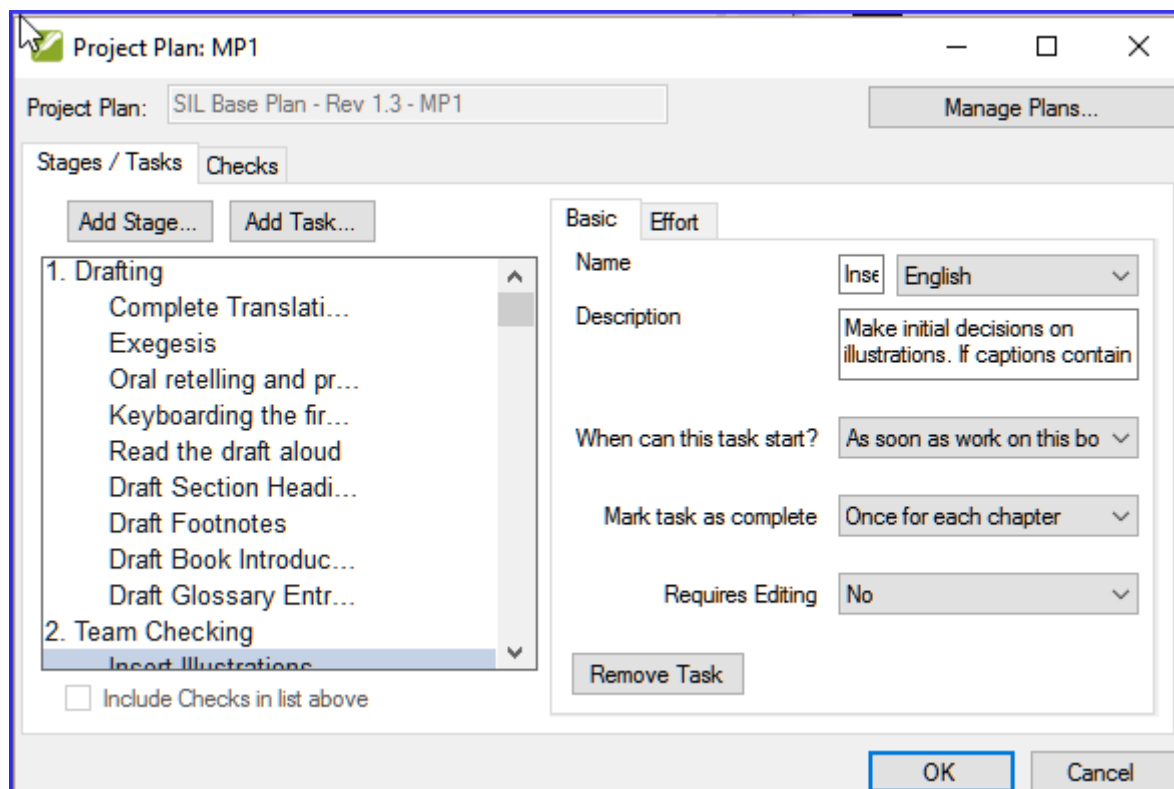 Project Plan: MP1
Project Plan: SIL Base Plan - Rev 1.3 - MP1 Manage Plans...
Stages / Tasks Checks
Add Stage... Add Task...
1. Drafting
Complete Translati...
Exegesis
Oral retelling and pr...
Keyboarding the fir...
Read the draft aloud
Draft Section Headi...
Draft Footnotes
Draft Book Introduc...
Draft Glossary Entr...
2. Team Checking
Insert Illustrations
Include Checks in list above
Basic Effort
Name Inse English
Description Make initial decisions on
illustrations. If captions contain
When can this task start? As soon as work on this bo
Mark task as complete Once for each chapter
Requires Editing No
Remove Task
OK Cancel